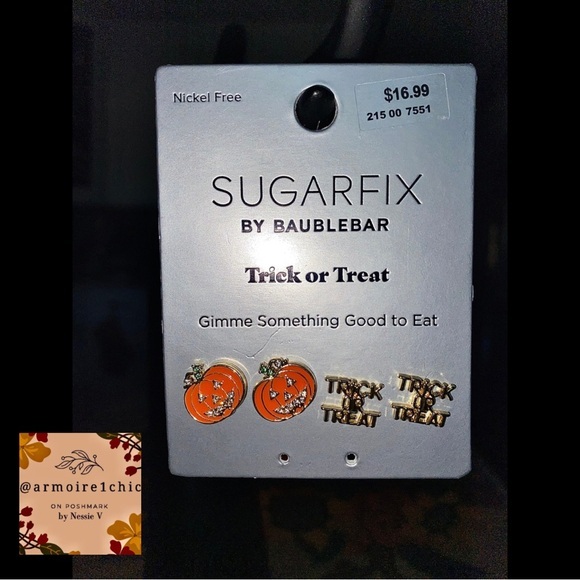 Nickel Free
$16.99
215 00 7551
SUGARFIX
BY BAUBLEBAR
Trick or Treat
Gimme Something Good to Eat
TRICK
OR
TREAT
TRICK
OR
TREAT
@armoire1chic
ON POSHMARK
by Nessie V